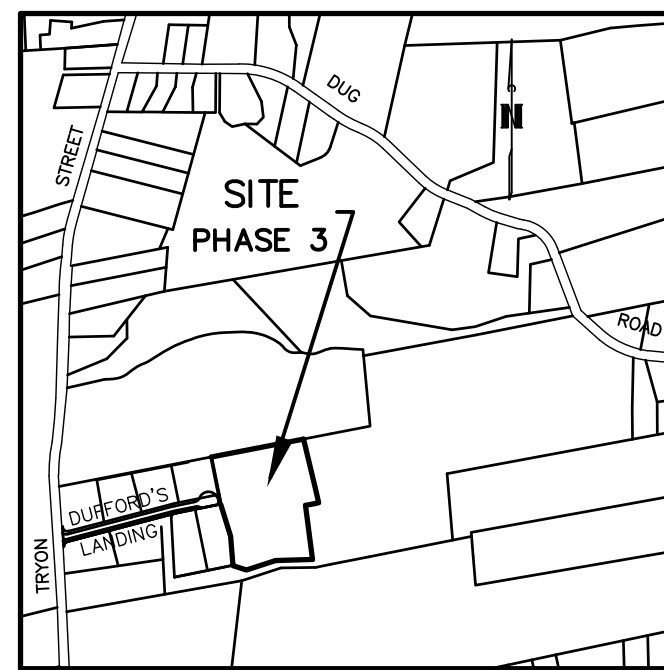 DUG
N
STREET
SITE
PHASE 3
ROAD
DUFFORD'S
LANDING
TRYON